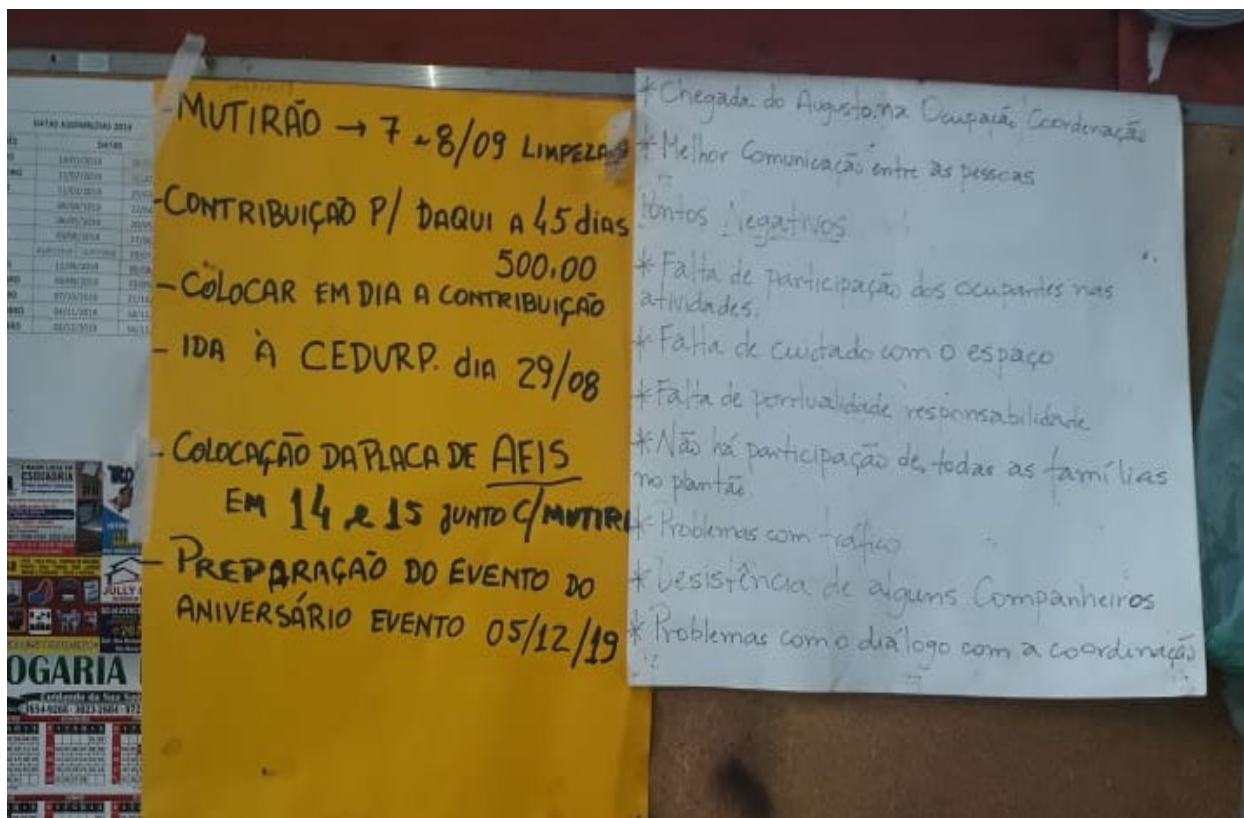 DATAS ASSEMBLEIAS 2019
DATAS
- MUTIRÃO → 7 e 8/09 LIMPEZA
- CONTRIBUIÇÃO P/ DAQUI A 45 dias
500,00
- COLOCAR EM DIA A CONTRIBUIÇÃO
- IDA À CEDURP. dia 29/08
- COLOCAÇÃO DA PLACA DE AEIS
EM 14 e 15 JUNTO C/ MUTIRÃ
- PREPARAÇÃO DO EVENTO DO
ANIVERSÁRIO EVENTO 05/12/19
* Chegada do Augusto, na Ocupação Coordenação
* Melhor Comunicação entre as pessoas
Pontos Negativos
* Falta de participação dos ocupantes nas
atividades.
* Falta de cuidado com o espaço
* Falta de pontualidade responsabilidade
* Não há participação de todas as famílias
no plantão.
* Problemas com tráfico
* Desistência de alguns Companheiros
* Problemas com o diálogo com a coordenação
ESQUADRIA
JULLY
OGARIA